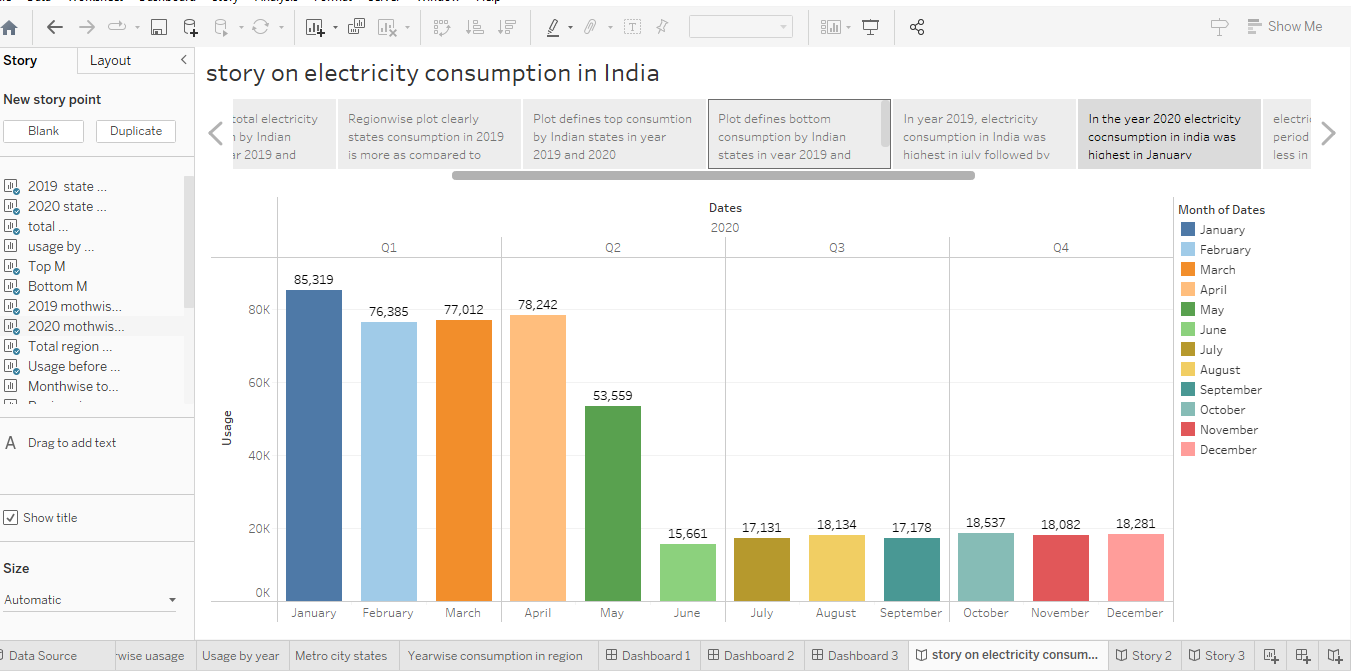 Show Me
Story
Layout
New story point
Blank
Duplicate
2019 state ...
2020 state ...
total ...
usage by ...
Top M
Bottom M
2019 mothwis...
2020 mothwis...
Total region ...
Usage before ...
Monthwise to...
A Drag to add text
Show title
Size
Automatic
story on electricity consumption in India
total electricity
n by Indian
ar 2019 and
Regionwise plot clearly
states consumption in 2019
is more as compared to
Plot defines top consumtion
by Indian states in year
2019 and 2020
Plot defines bottom
consumption by Indian
states in year 2019 and
In year 2019, electricity
consumption in India was
highest in july followed by
In the year 2020 electricity
cocnsumption in india was
highest in January
electri
period
less in
Dates
2020
Q1 Q2 Q3 Q4
Usage
80K
60K
40K
20K
0K
85,319
76,385
77,012
78,242
53,559
15,661
17,131
18,134
17,178
18,537
18,082
18,281
January February March April May June July August September October November December
Month of Dates
January
February
March
April
May
June
July
August
September
October
November
December
Data Source
wise uasage
Usage by year
Metro city states
Yearwise consumption in region
Dashboard 1
Dashboard 2
Dashboard 3
story on electricity consum...
Story 2
Story 3